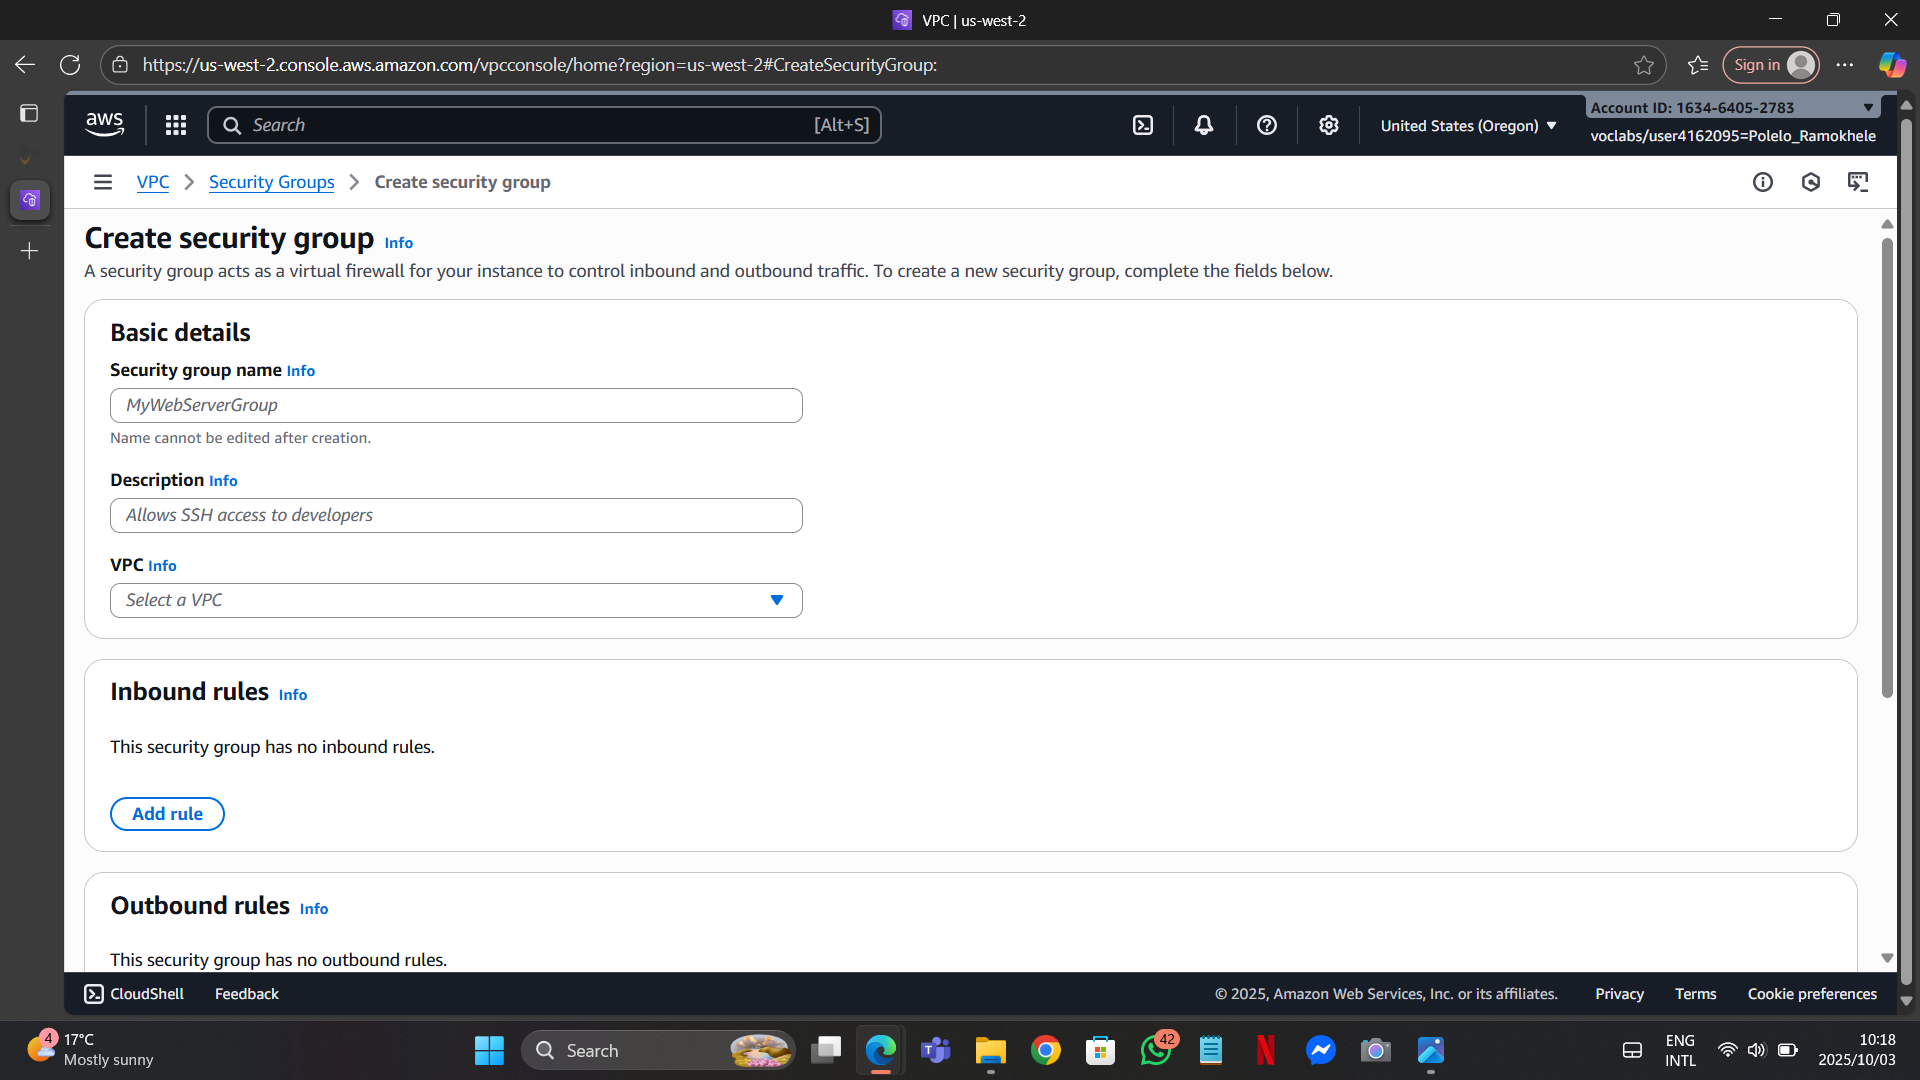 VPC | us-west-2
https://us-west-2.console.aws.amazon.com/vpcconsole/home?region=us-west-2#CreateSecurityGroup:
Sign in
aws
Search [Alt+S]
United States (Oregon)
Account ID: 1634-6405-2783
voclabs/user4162095=Polelo_Ramokhele
VPC > Security Groups > Create security group
Create security group Info
A security group acts as a virtual firewall for your instance to control inbound and outbound traffic. To create a new security group, complete the fields below.
Basic details
Security group name Info
MyWebServerGroup
Name cannot be edited after creation.
Description Info
Allows SSH access to developers
VPC Info
Select a VPC
Inbound rules Info
This security group has no inbound rules.
Add rule
Outbound rules Info
This security group has no outbound rules.
CloudShell Feedback © 2025, Amazon Web Services, Inc. or its affiliates. Privacy Terms Cookie preferences
4
17°C
Mostly sunny
Search
42
ENG
INTL
10:18
2025/10/03